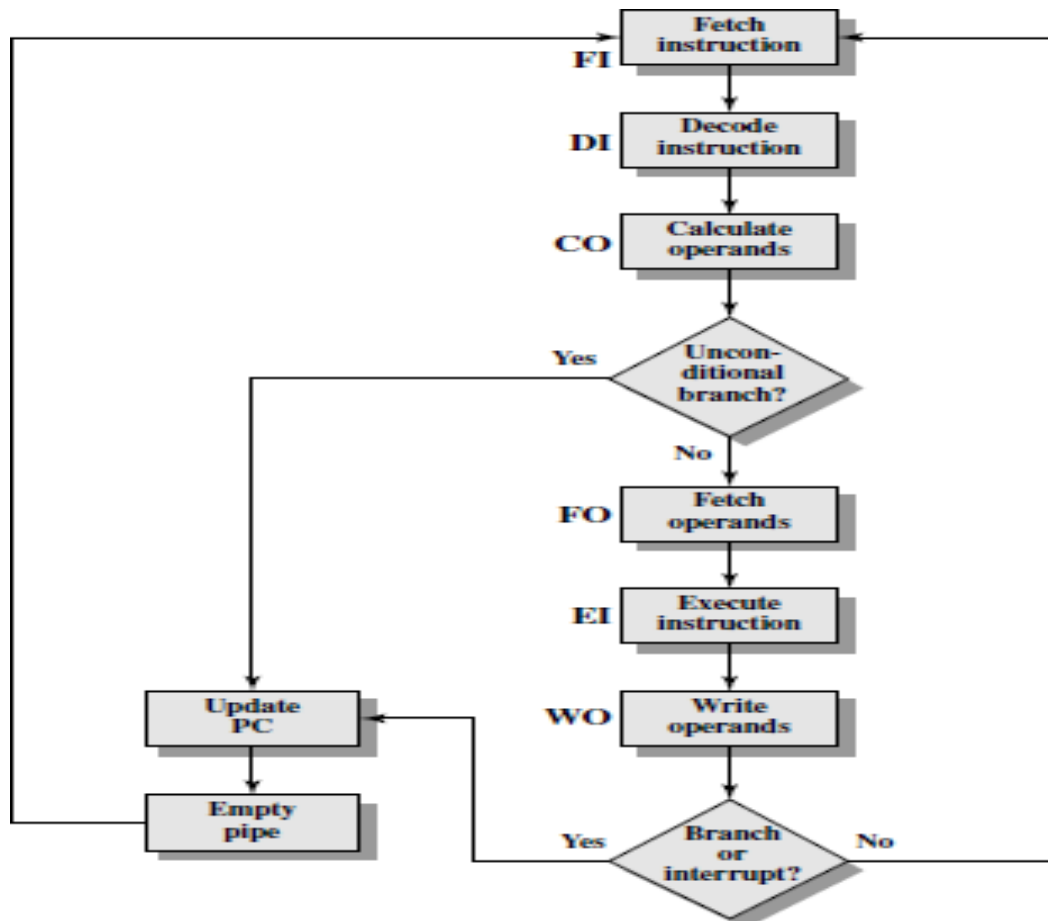 Fetch
instruction
FI
Decode
instruction
DI
Calculate
operands
CO
Uncon-
ditional
branch?
Yes
No
Fetch
operands
FO
Execute
instruction
EI
Write
operands
WO
Update
PC
Empty
pipe
Branch
or
interrupt?
Yes
No